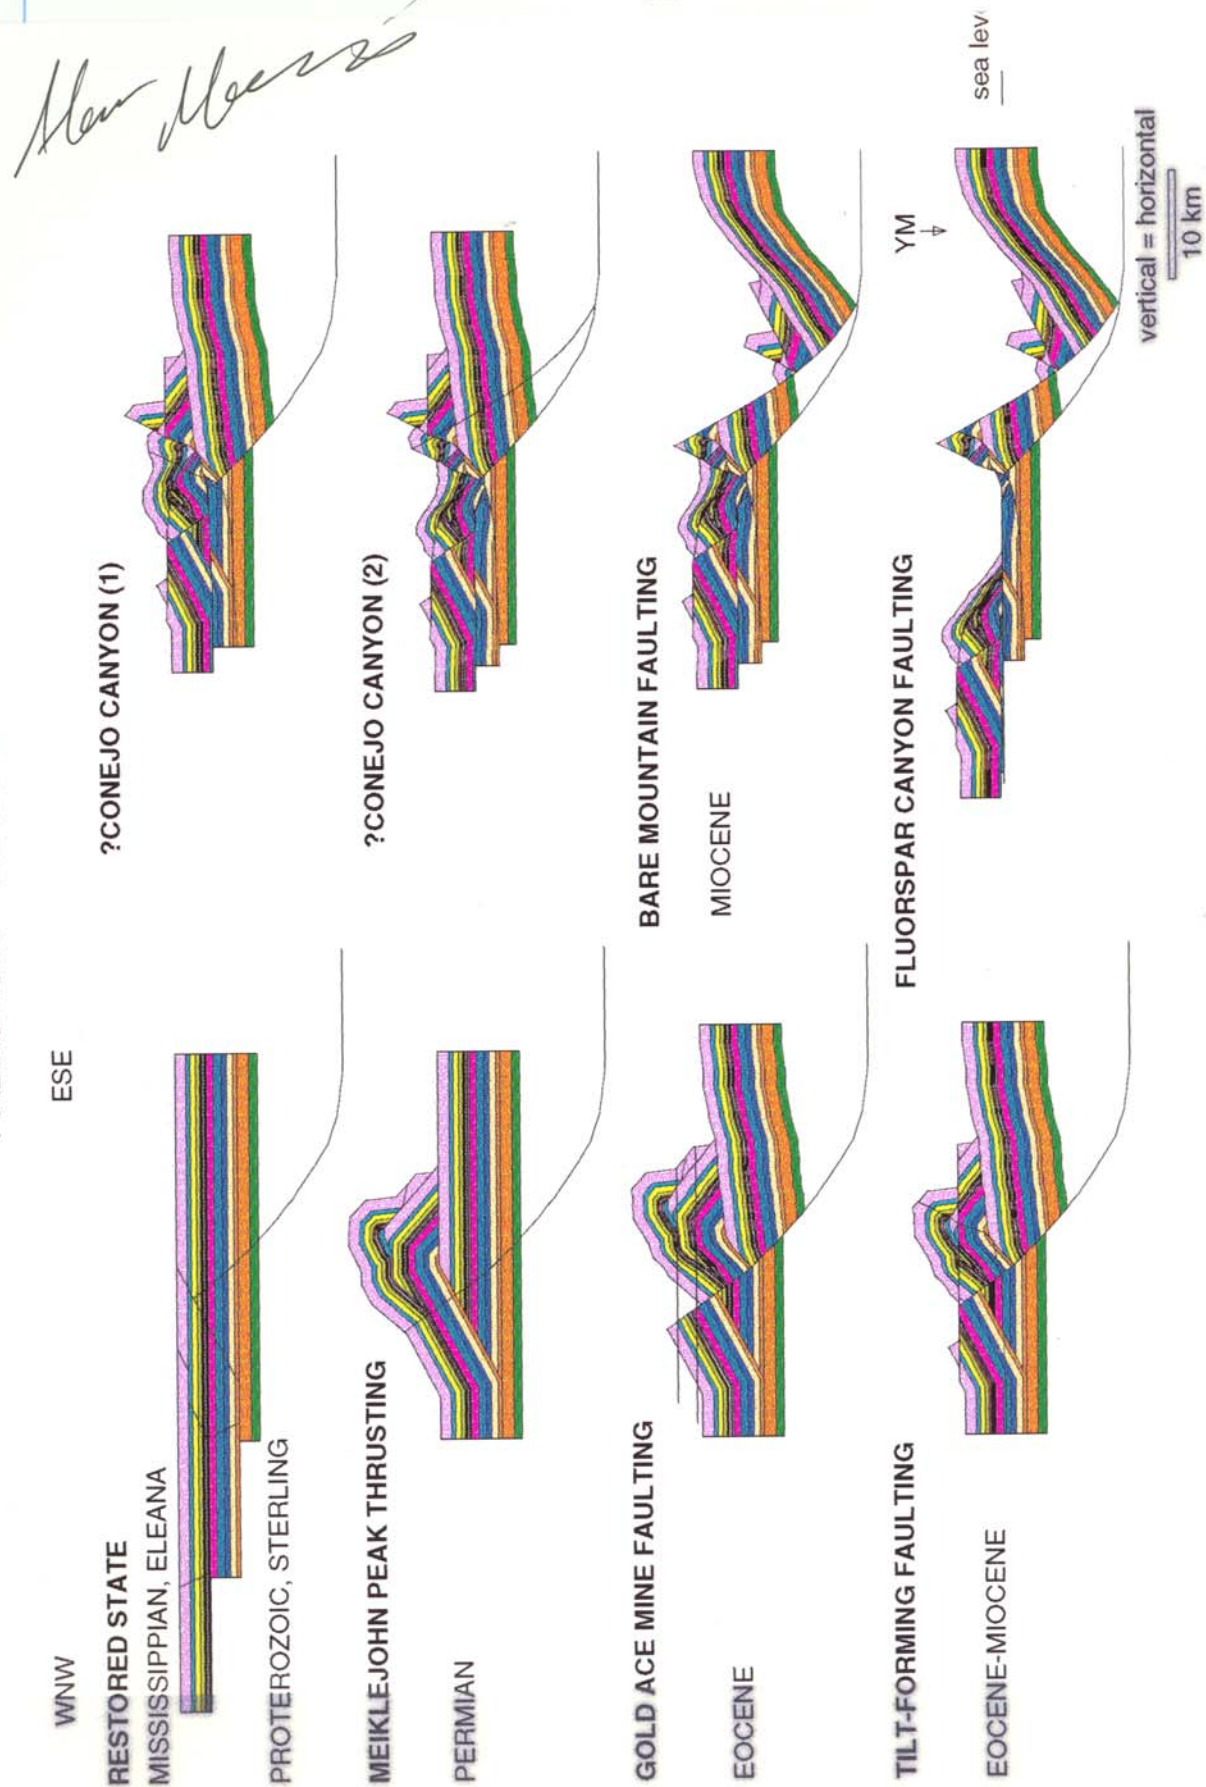 WNW
ESE
RESTORED STATE
MISSISSIPPIAN, ELEANA
PROTEROZOIC, STERLING
MEIKLEJOHN PEAK THRUSTING
PERMIAN
GOLD ACE MINE FAULTING
EOCENE
TILT-FORMING FAULTING
EOCENE-MIOCENE
?CONEJO CANYON (1)
?CONEJO CANYON (2)
BARE MOUNTAIN FAULTING
MIOCENE
FLUORSPAR CANYON FAULTING
YM
sea lev
vertical = horizontal
10 km